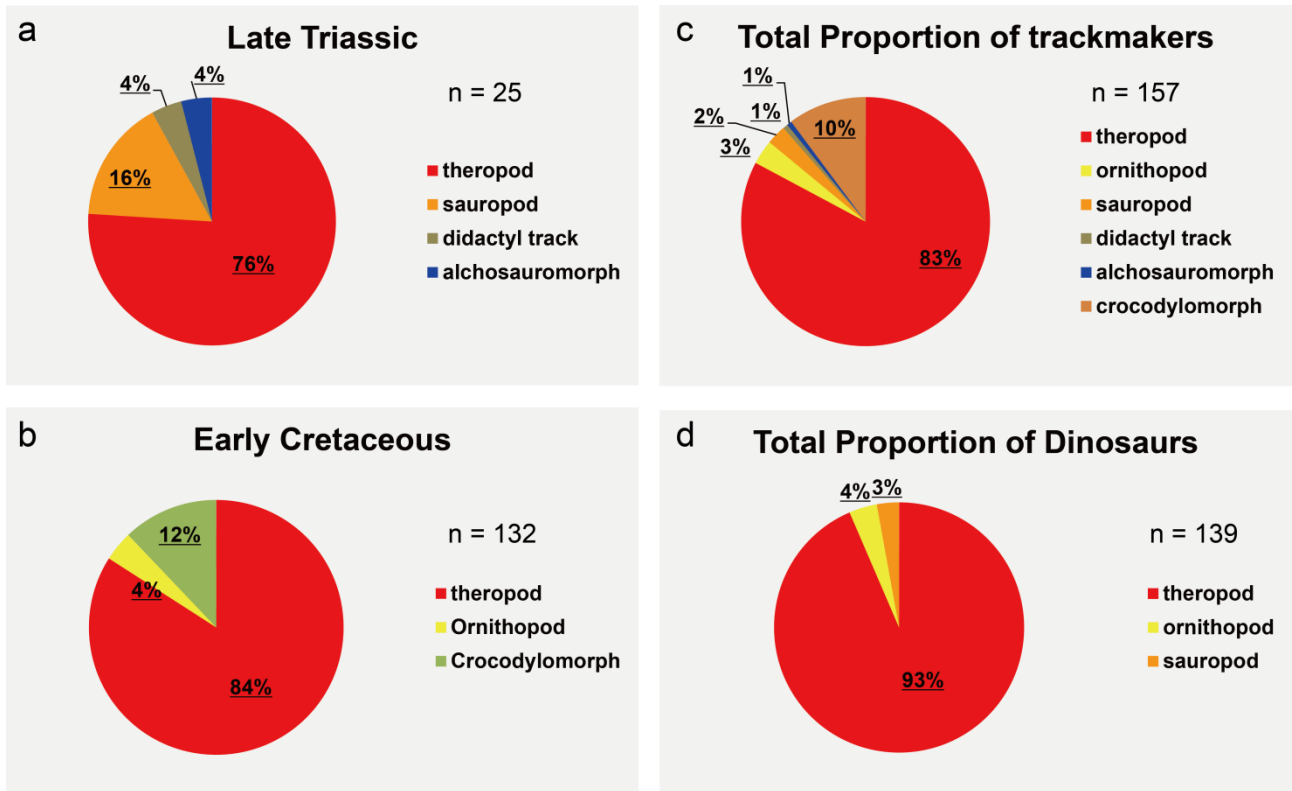 a
Late Triassic
4%
4%
n = 25
16%
76%
theropod
sauropod
didactyl track
alchosauromorph
c
Total Proportion of trackmakers
1%
1%
2%
3%
10%
n = 157
83%
theropod
ornithopod
sauropod
didactyl track
alchosauromorph
crocodylomorph
b
Early Cretaceous
12%
4%
84%
n = 132
theropod
Ornithopod
Crocodylomorph
d
Total Proportion of Dinosaurs
4%
3%
n = 139
93%
theropod
ornithopod
sauropod